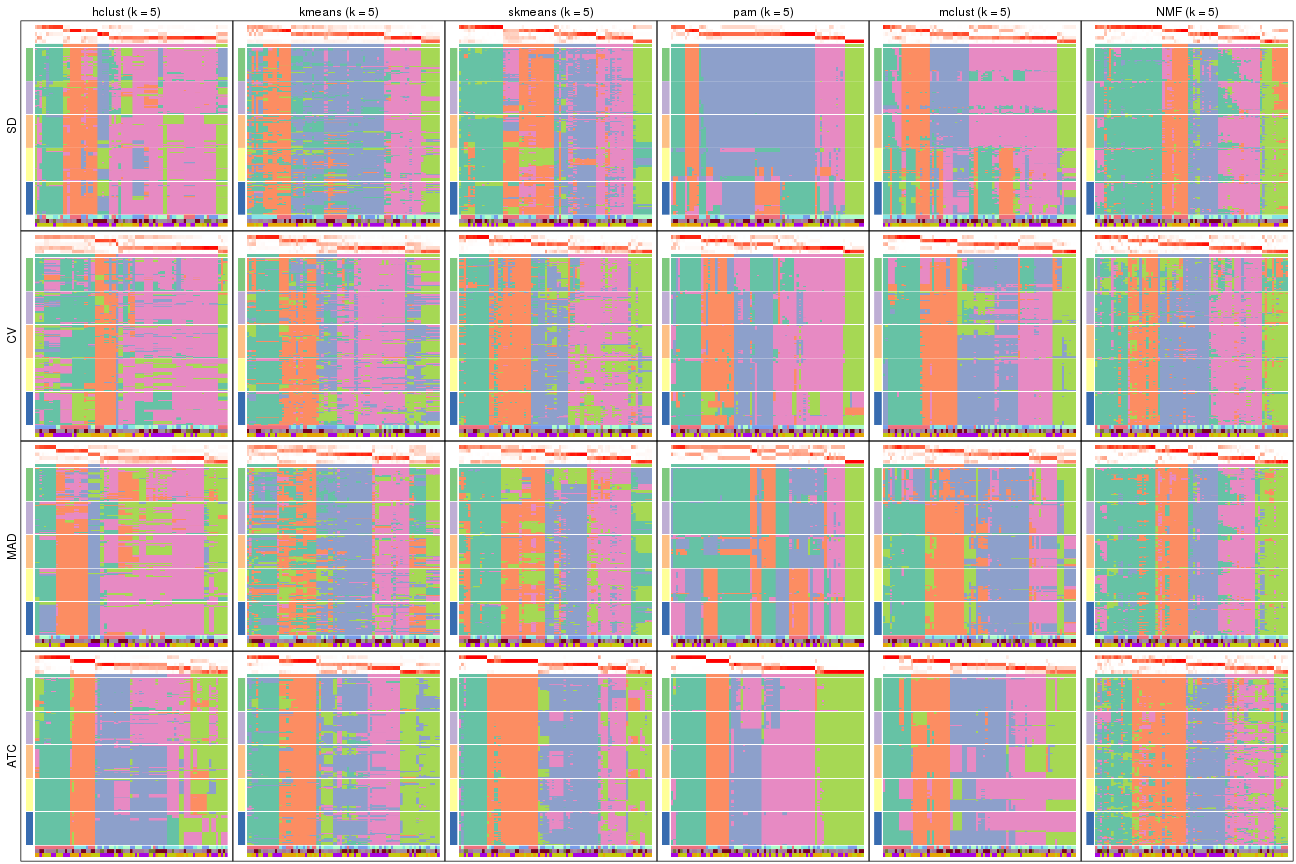 hclust (k = 5)
kmeans (k = 5)
skmeans (k = 5)
pam (k = 5)
mclust (k = 5)
NMF (k = 5)
SD
CV
MAD
ATC